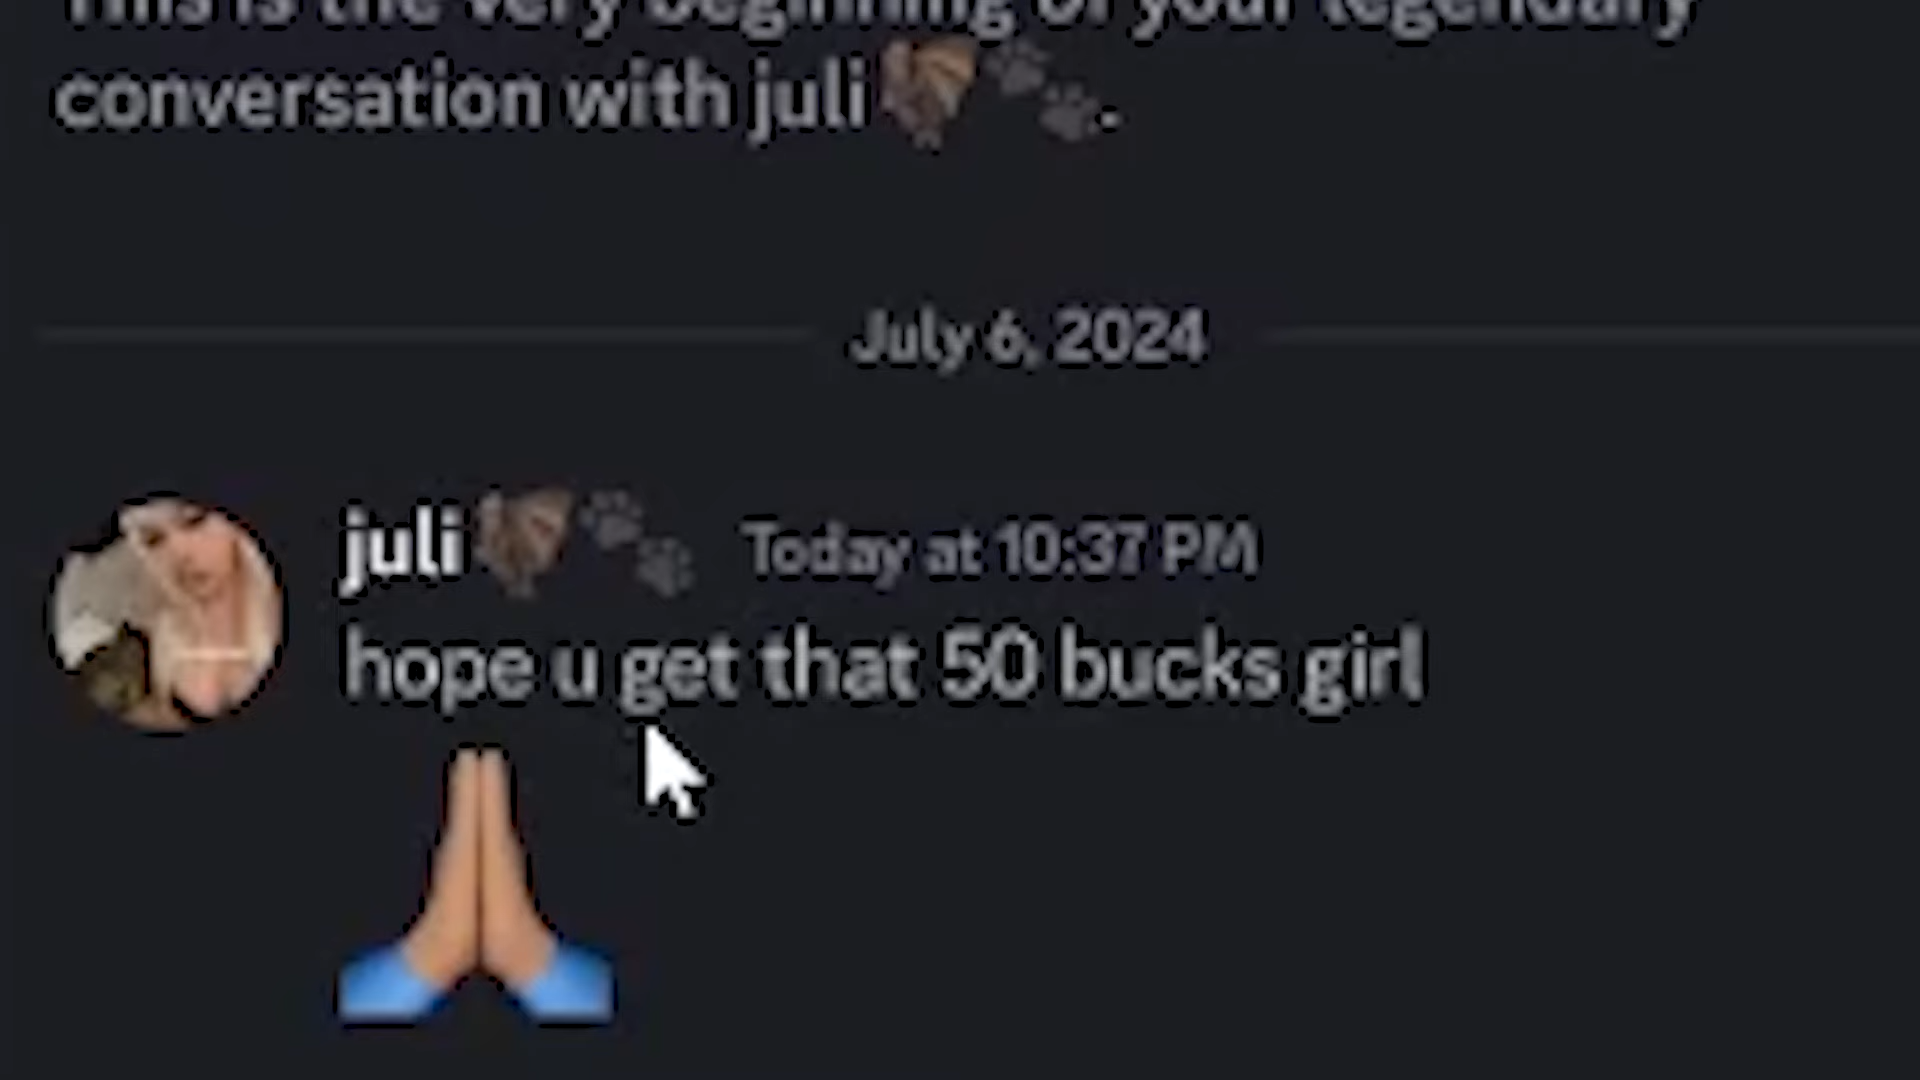 This is the very beginning of your legendary
conversation with juli🐾.
July 6, 2024
juli🐾 Today at 10:37 PM
hope u get that 50 bucks girl
🙏🏽